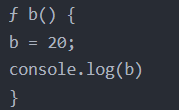 ƒ b() {
b = 20;
console.log(b)
}